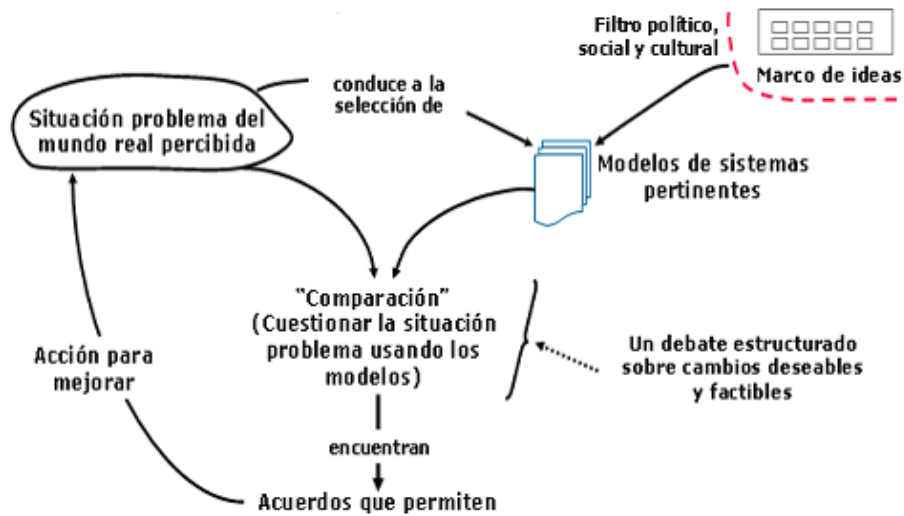 Filtro político,
social y cultural
Marco de ideas
conduce a la
selección de
Situación problema del
mundo real percibida
Modelos de sistemas
pertinentes
"Comparación"
(Cuestionar la situación
problema usando los
modelos)
Un debate estructurado
sobre cambios deseables
y factibles
Acción para
mejorar
encuentran
Acuerdos que permiten